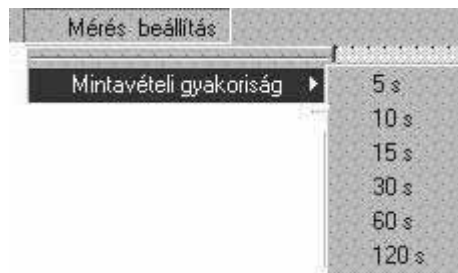 Mérés beállítás
Mintavételi gyakoriság
5 s
10 s
15 s
30 s
60 s
120 s